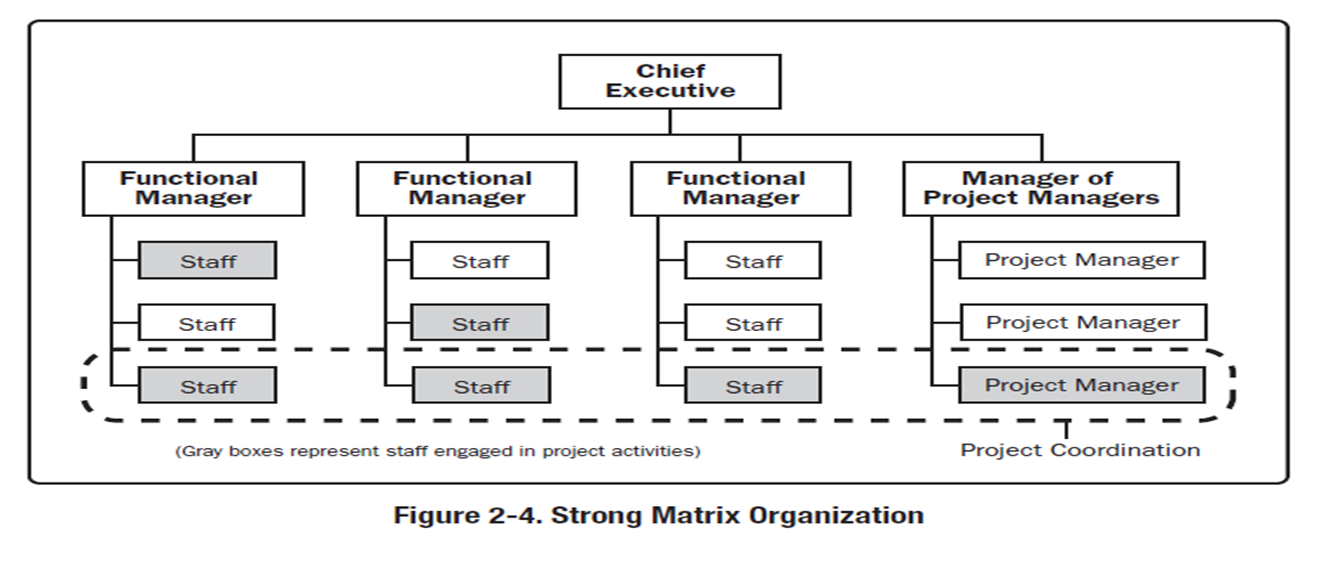 Chief
Executive
Functional
Manager
Functional
Manager
Functional
Manager
Manager of
Project Managers
Staff
Staff
Staff
Project Manager
Staff
Staff
Staff
Project Manager
Staff
Staff
Staff
Project Manager
(Gray boxes represent staff engaged in project activities)
Project Coordination
Figure 2-4. Strong Matrix Organization